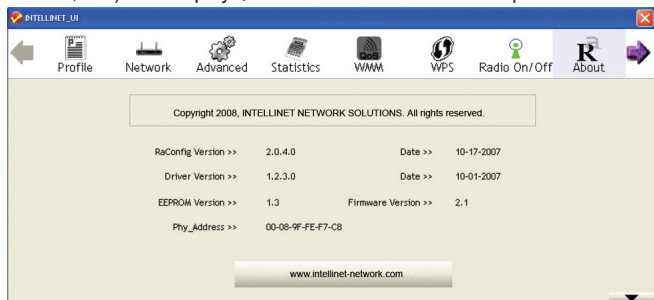 INTELLINET_UI
Profile Network Advanced Statistics QoS WMM WPS Radio On/Off About
Copyright 2008, INTELLINET NETWORK SOLUTIONS. All rights reserved.
RaConfig Version >> 2.0.4.0 Date >> 10-17-2007
Driver Version >> 1.2.3.0 Date >> 10-01-2007
EEPROM Version >> 1.3 Firmware Version >> 2.1
Phy_Address >> 00-08-9F-FE-F7-C8
www.intellinet-network.com